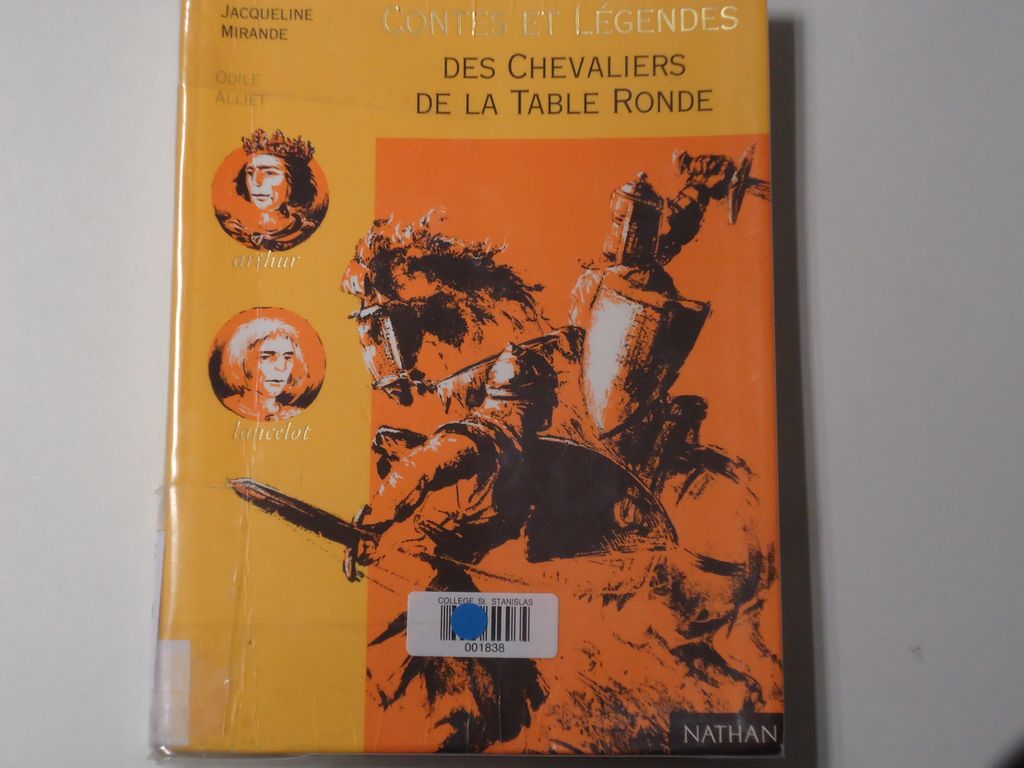 JACQUELINE
MIRANDE
ODILE
ALLIET
CONTES ET LÉGENDES
DES CHEVALIERS
DE LA TABLE RONDE
arthur
lancelot
COLLEGE St. STANISLAS
001838
NATHAN